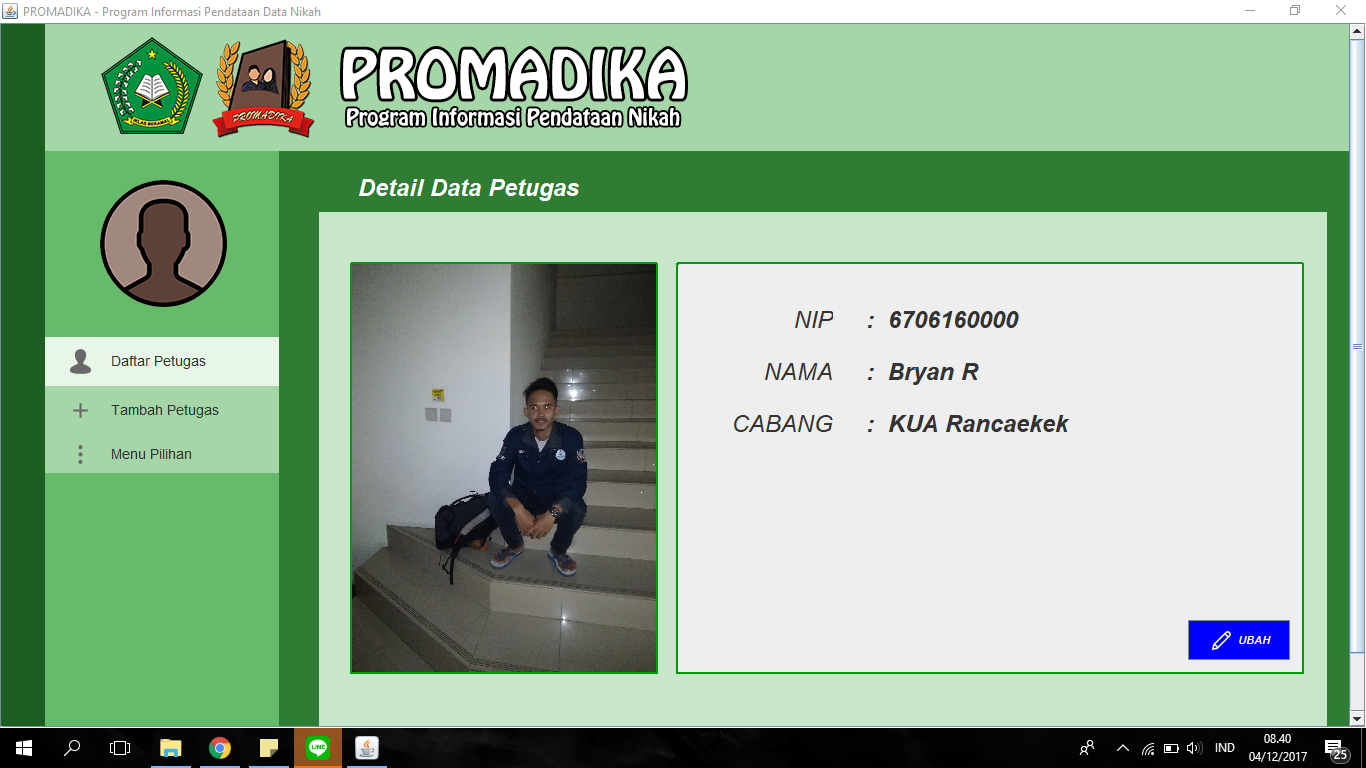 PROMADIKA - Program Informasi Pendataan Data Nikah
IKHLAS BERAMAL
PROMADIKA
PROMADIKA
Program Informasi Pendataan Nikah
Detail Data Petugas
Daftar Petugas
Tambah Petugas
Menu Pilihan
NIP : 6706160000
NAMA : Bryan R
CABANG : KUA Rancaekek
UBAH
LINE
IND
08.40
04/12/2017
25